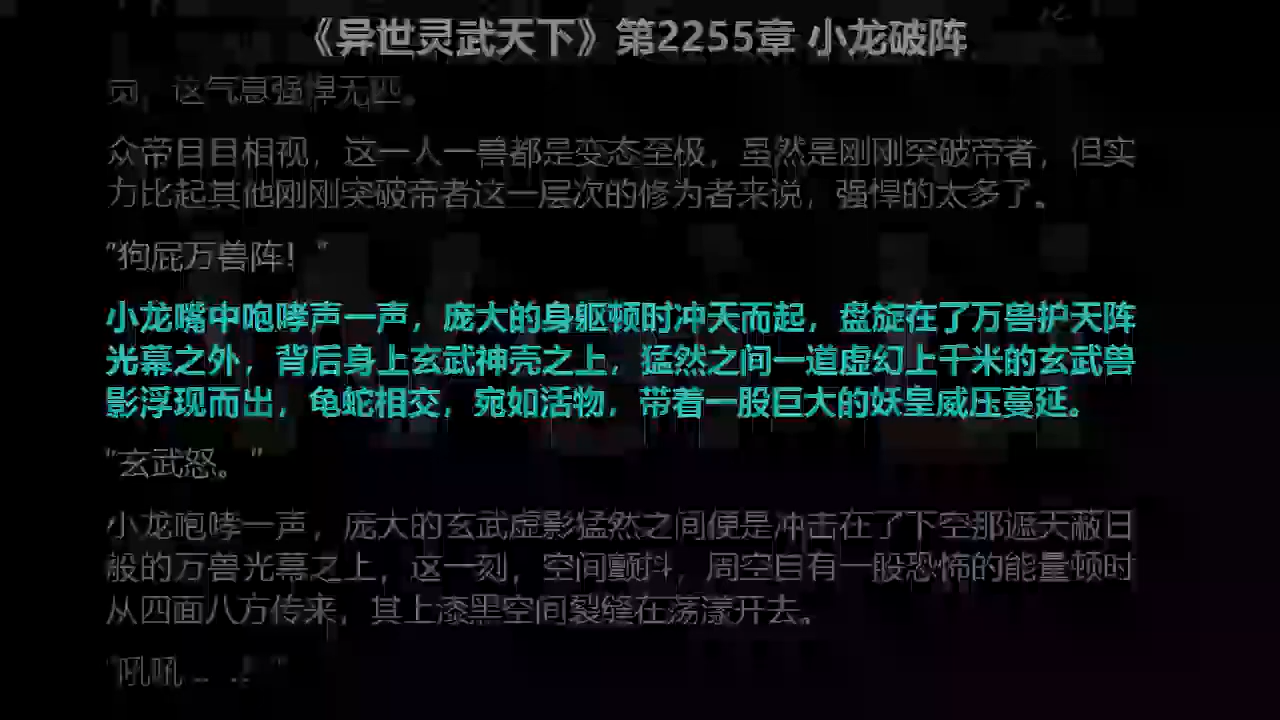 《异世灵武天下》第2255章 小龙破阵
页，这气息强悍无匹。
众帝目目相视，这一人一兽都是变态至极，虽然是刚刚突破帝者，但实
力比起其他刚刚突破帝者这一层次的修为者来说，强悍的太多了。
“狗屁万兽阵！”
小龙嘴中咆哮声一声，庞大的身躯顿时冲天而起，盘旋在了万兽护天阵
光幕之外，背后身上玄武神壳之上，猛然之间一道虚幻上千米的玄武兽
影浮现而出，龟蛇相交，宛如活物，带着一股巨大的妖皇威压蔓延。
“玄武怒。”
小龙咆哮一声，庞大的玄武虚影猛然之间便是冲击在了下空那遮天蔽日
般的万兽光幕之上，这一刻，空间颤抖，周空自有一股恐怖的能量顿时
从四面八方传来，其上漆黑空间裂缝在荡漾开去。
“吼吼.. .！”